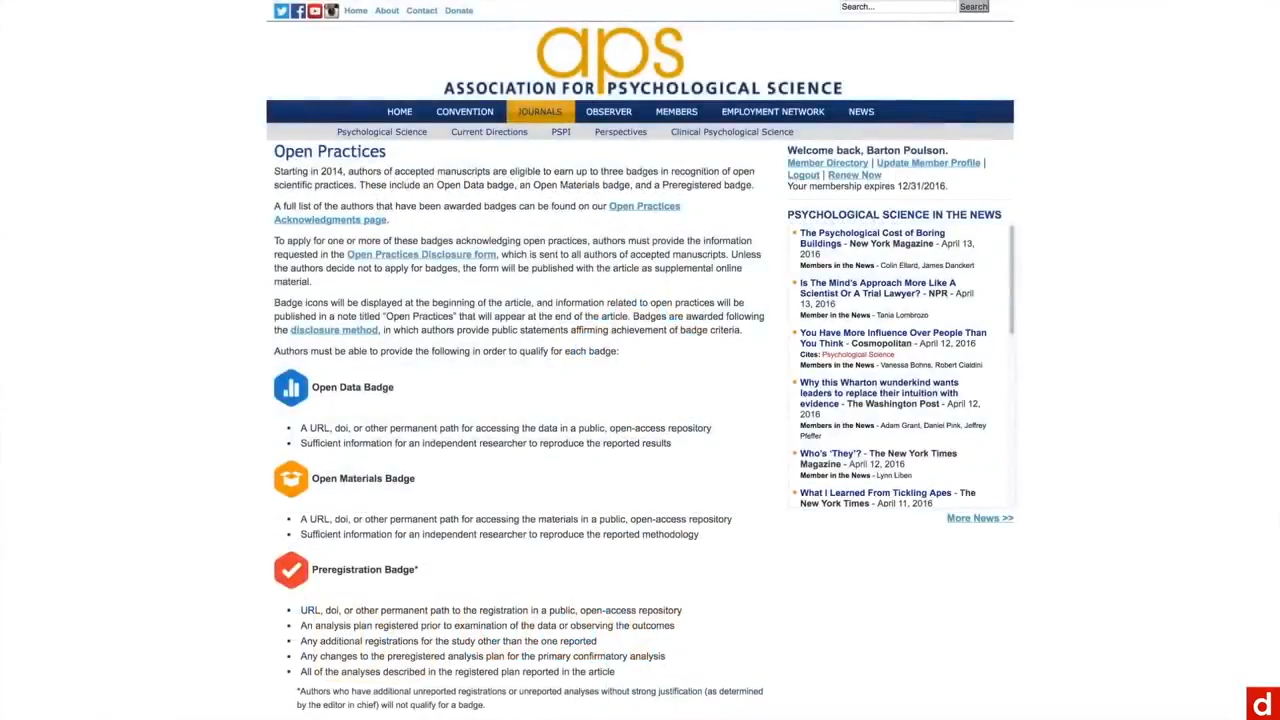 Home About Contact Donate
Search... Search
aps
ASSOCIATION FOR PSYCHOLOGICAL SCIENCE
HOME CONVENTION JOURNALS OBSERVER MEMBERS EMPLOYMENT NETWORK NEWS
Psychological Science Current Directions PSPI Perspectives Clinical Psychological Science
Open Practices
Starting in 2014, authors of accepted manuscripts are eligible to earn up to three badges in recognition of open
scientific practices. These include an Open Data badge, an Open Materials badge, and a Preregistered badge.
A full list of the authors that have been awarded badges can be found on our Open Practices
Acknowledgments page.
To apply for one or more of these badges acknowledging open practices, authors must provide the information
requested in the Open Practices Disclosure form, which is sent to all authors of accepted manuscripts. Unless
the authors decide not to apply for badges, the form will be published with the article as supplemental online
material.
Badge icons will be displayed at the beginning of the article, and information related to open practices will be
published in a note titled “Open Practices” that will appear at the end of the article. Badges are awarded following
the disclosure method, in which authors provide public statements affirming achievement of badge criteria.
Authors must be able to provide the following in order to qualify for each badge:
Open Data Badge
• A URL, doi, or other permanent path for accessing the data in a public, open-access repository
• Sufficient information for an independent researcher to reproduce the reported results
Open Materials Badge
• A URL, doi, or other permanent path for accessing the materials in a public, open-access repository
• Sufficient information for an independent researcher to reproduce the reported methodology
Preregistration Badge*
• URL, doi, or other permanent path to the registration in a public, open-access repository
• An analysis plan registered prior to examination of the data or observing the outcomes
• Any additional registrations for the study other than the one reported
• Any changes to the preregistered analysis plan for the primary confirmatory analysis
• All of the analyses described in the registered plan reported in the article
*Authors who have additional unreported registrations or unreported analyses without strong justification (as determined
by the editor in chief) will not qualify for a badge.
Welcome back, Barton Poulson.
Member Directory | Update Member Profile |
Logout | Renew Now
Your membership expires 12/31/2016.
PSYCHOLOGICAL SCIENCE IN THE NEWS
The Psychological Cost of Boring
Buildings - New York Magazine - April 13,
2016
Members in the News - Colin Ellard, James Danckert
Is The Mind’s Approach More Like A
Scientist Or A Trial Lawyer? - NPR - April
13, 2016
Member in the News - Tania Lombrozo
You Have More Influence Over People Than
You Think - Cosmopolitan - April 12, 2016
Cites: Psychological Science
Members in the News - Vanessa Bohns, Robert Cialdini
Why this Wharton wunderkind wants
leaders to replace their intuition with
evidence - The Washington Post - April 12,
2016
Members in the News - Adam Grant, Daniel Pink, Jeffrey
Pfeffer
Who’s ‘They’? - The New York Times
Magazine - April 12, 2016
Member in the News - Lynn Liben
What I Learned From Tickling Apes - The
New York Times - April 11, 2016
More News >>
d